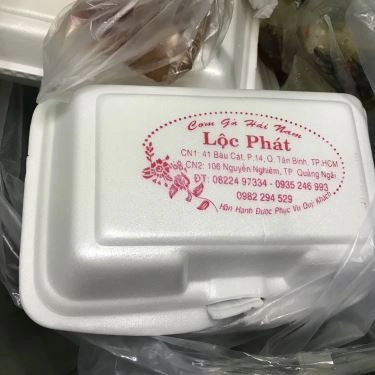 Cơm Gà Hải Nam
Lộc Phát
CN1: 41 Bàu Cát, P.14, Q. Tân Bình, TP.HCM
CN2: 106 Nguyễn Nghiêm, TP Quảng Ngãi
ĐT: 08224 97334 - 0935 246 993
0982 294 529
Hân Hạnh Được Phục Vụ Quý Khách